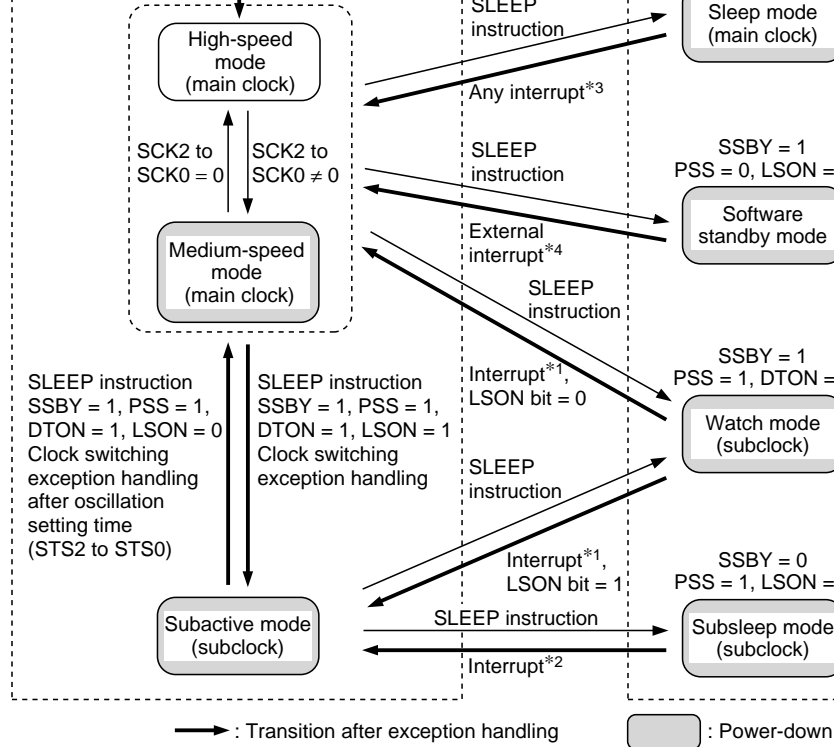 SLEEP
instruction
Sleep mode
(main clock)
High-speed
mode
(main clock)
Any interrupt*3
SCK2 to
SCK0 = 0
SCK2 to
SCK0 ≠ 0
SLEEP
instruction
SSBY = 1
PSS = 0, LSON =
Software
standby mode
External
interrupt*4
Medium-speed
mode
(main clock)
SLEEP
instruction
Interrupt*1,
LSON bit = 0
SSBY = 1
PSS = 1, DTON =
Watch mode
(subclock)
SLEEP instruction
SSBY = 1, PSS = 1,
DTON = 1, LSON = 0
Clock switching
exception handling
after oscillation
setting time
(STS2 to STS0)
SLEEP instruction
SSBY = 1, PSS = 1,
DTON = 1, LSON = 1
Clock switching
exception handling
SLEEP
instruction
Interrupt*1,
LSON bit = 1
SSBY = 0
PSS = 1, LSON =
Subactive mode
(subclock)
SLEEP instruction
Interrupt*2
Subsleep mode
(subclock)
: Transition after exception handling
: Power-down